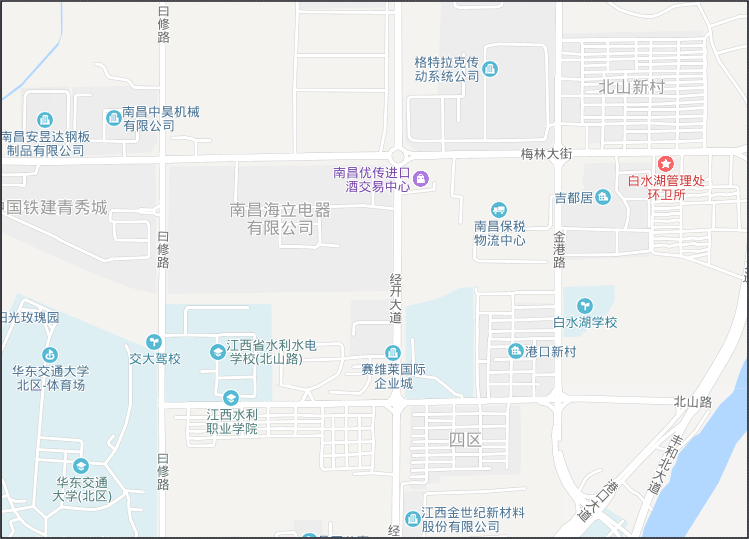 日修路
格特拉克传
动系统公司
北山新村
南昌中昊机械
有限公司
南昌安昱达钢板
制品有限公司
梅林大街
南昌优传进口
酒交易中心
白水湖管理处
环卫所
吉都居
中国铁建青秀城
南昌海立电器
有限公司
南昌保税
物流中心
日修路
金港路
经开大道
阳光玫瑰园
白水湖学校
交大驾校
江西省水利水电
学校(北山路)
港口新村
华东交通大学
北区-体育场
赛维莱国际
企业城
北山路
江西水利
职业学院
四区
丰和北大道
日修路
华东交通
大学(北区)
港口大道
江西金世纪新材料
股份有限公司
经